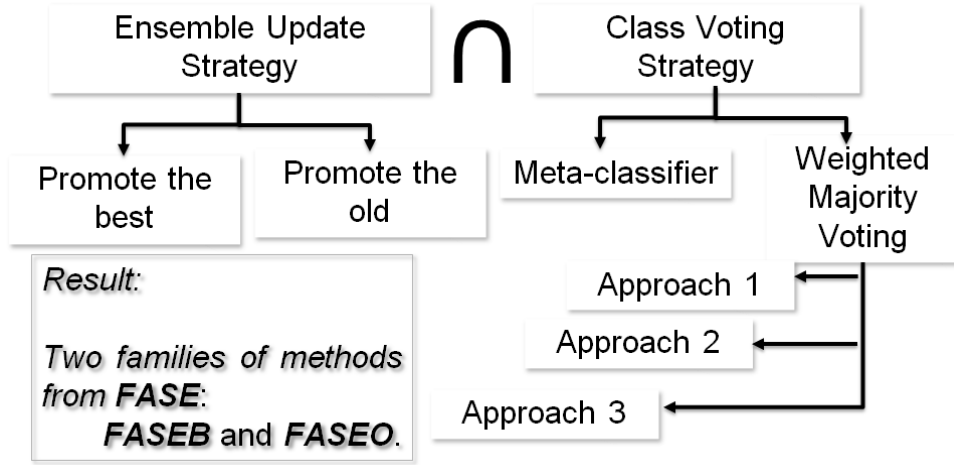 Ensemble Update
Strategy
∩
Class Voting
Strategy
Promote the
best
Promote the
old
Meta-classifier
Weighted
Majority
Voting
Approach 1
Approach 2
Approach 3
Result:
Two families of methods
from FASE:
FASEB and FASEO.